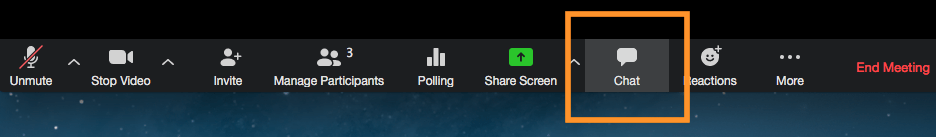 Unmute
Stop Video
Invite
3
Manage Participants
Polling
Share Screen
Chat
Reactions
More
End Meeting